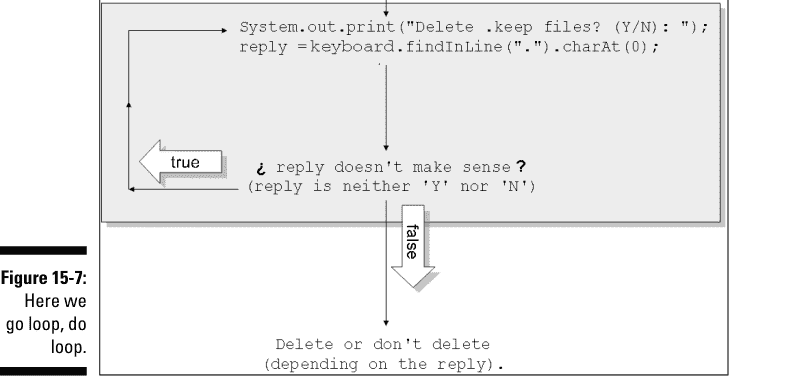 System.out.print("Delete .keep files? (Y/N): ");
reply =keyboard.findInLine(".").charAt(0);
true
¿ reply doesn't make sense ?
(reply is neither 'Y' nor 'N')
false
Delete or don't delete
(depending on the reply).
Figure 15-7:
Here we
go loop, do
loop.